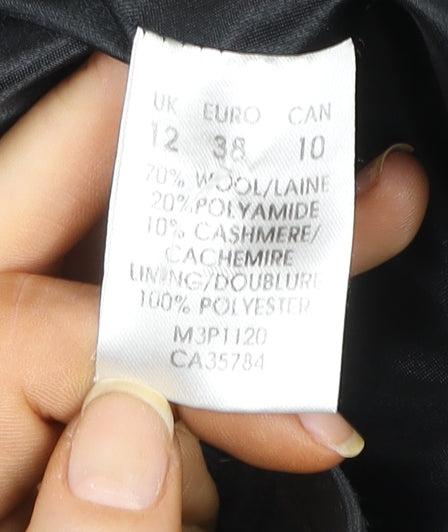 UK EURO CAN
12 38 10
70% WOOL/LAINE
20%POLYAMIDE
10% CASHMERE/
CACHEMIRE
LINING/DOUBLURE
100% POLYESTER
M3P1120
CA35784